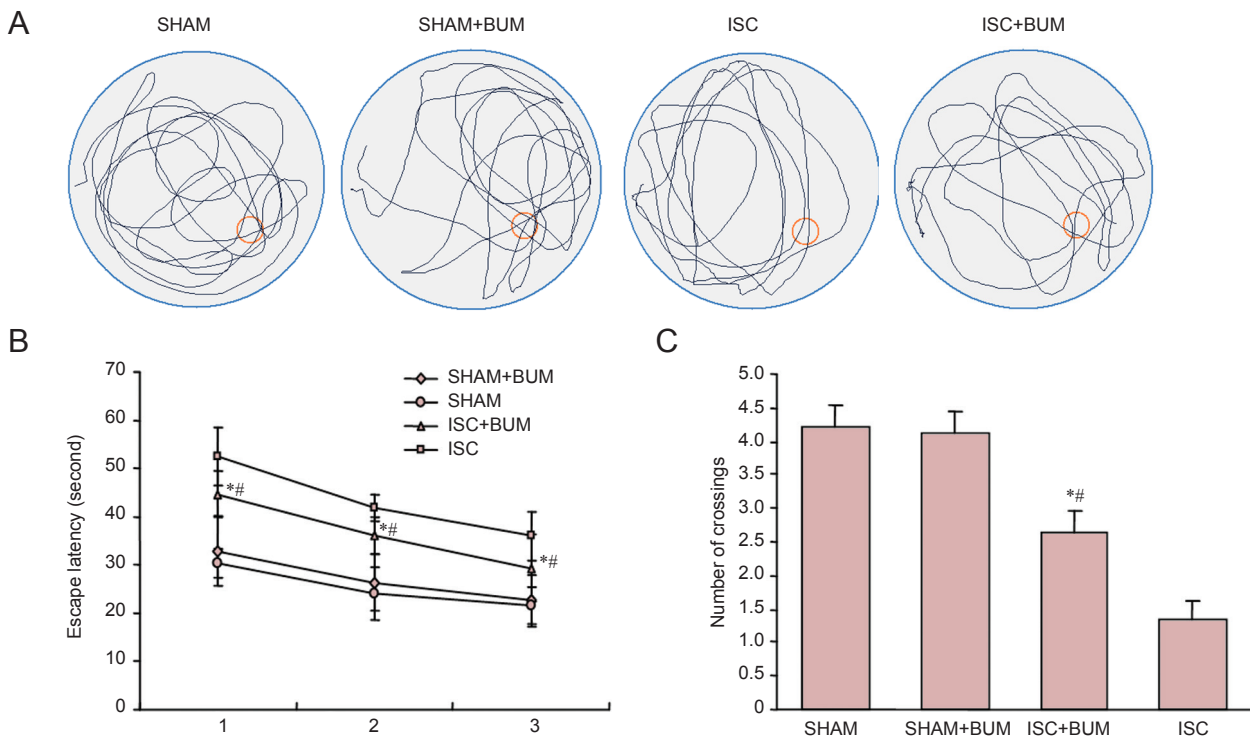 A
SHAM
SHAM+BUM
ISC
ISC+BUM
B
Escape latency (second)
70
60
50
40
30
20
10
0
1
2
3
SHAM+BUM
SHAM
ISC+BUM
ISC
*#
*#
*#
C
Number of crossings
5.0
4.5
4.0
3.5
3.0
2.5
2.0
1.5
1.0
0.5
0
*#
SHAM
SHAM+BUM
ISC+BUM
ISC